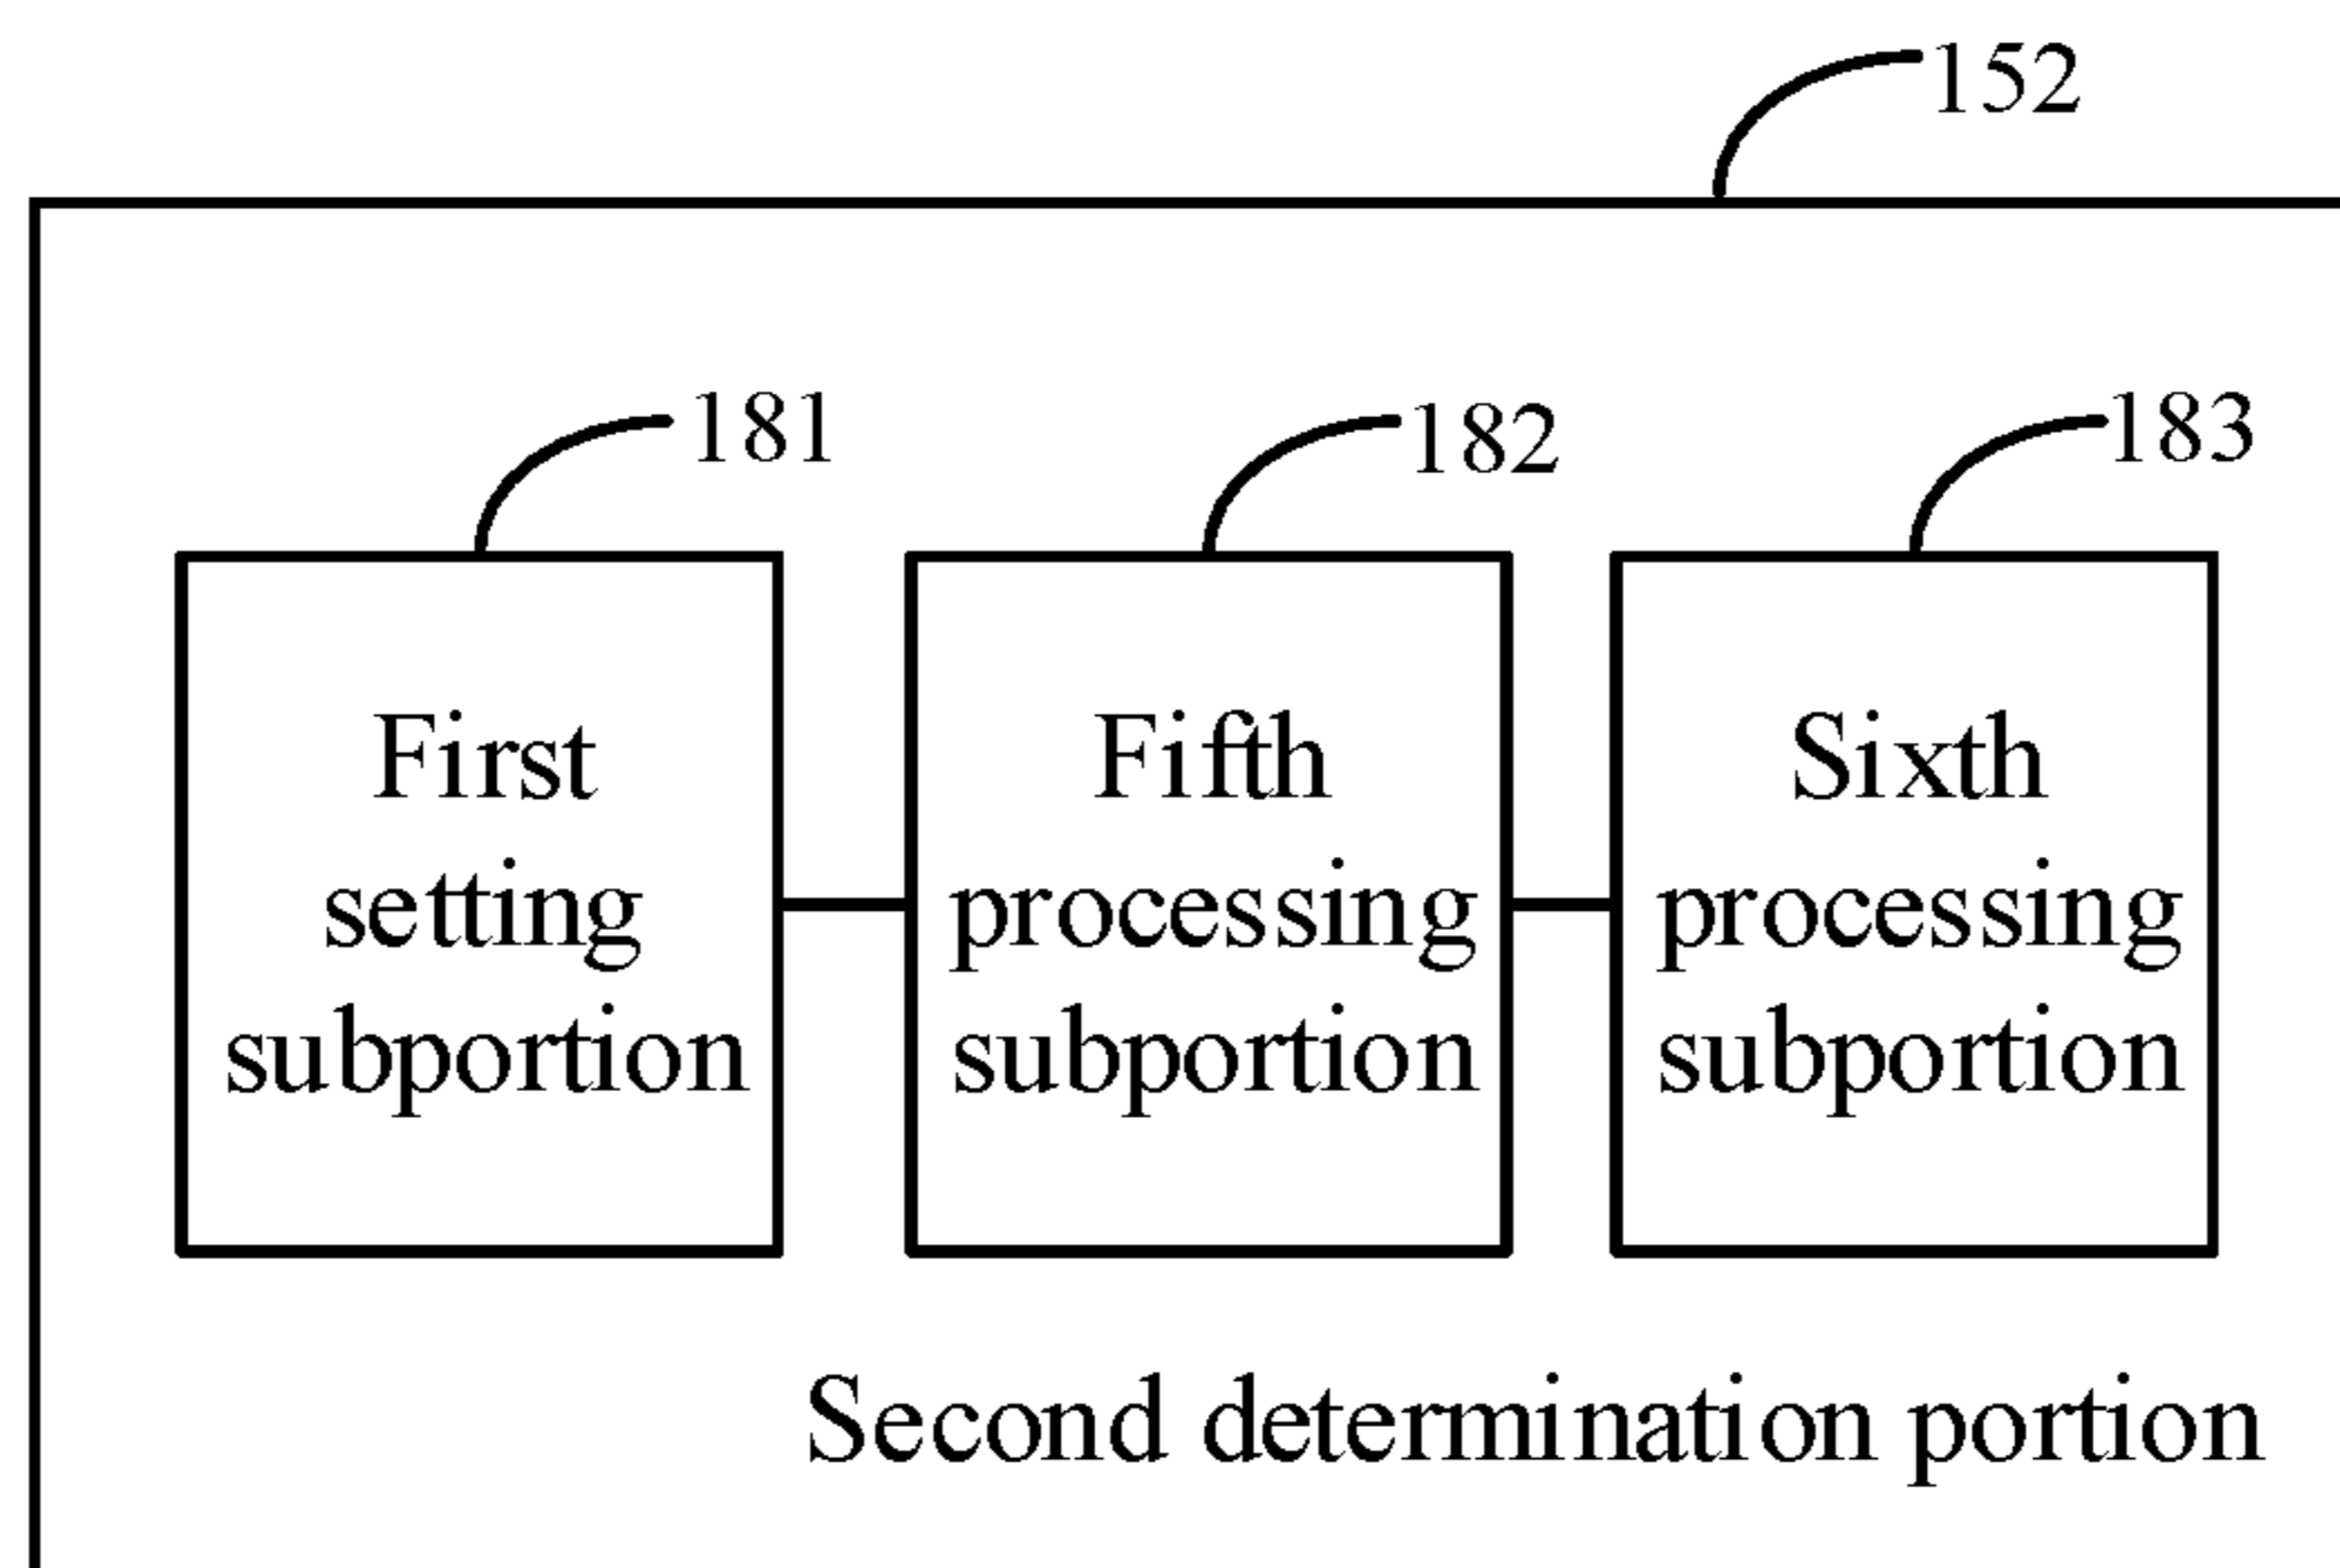 152
181
182
183
First
setting
subportion
Fifth
processing
subportion
Sixth
processing
subportion
Second determination portion